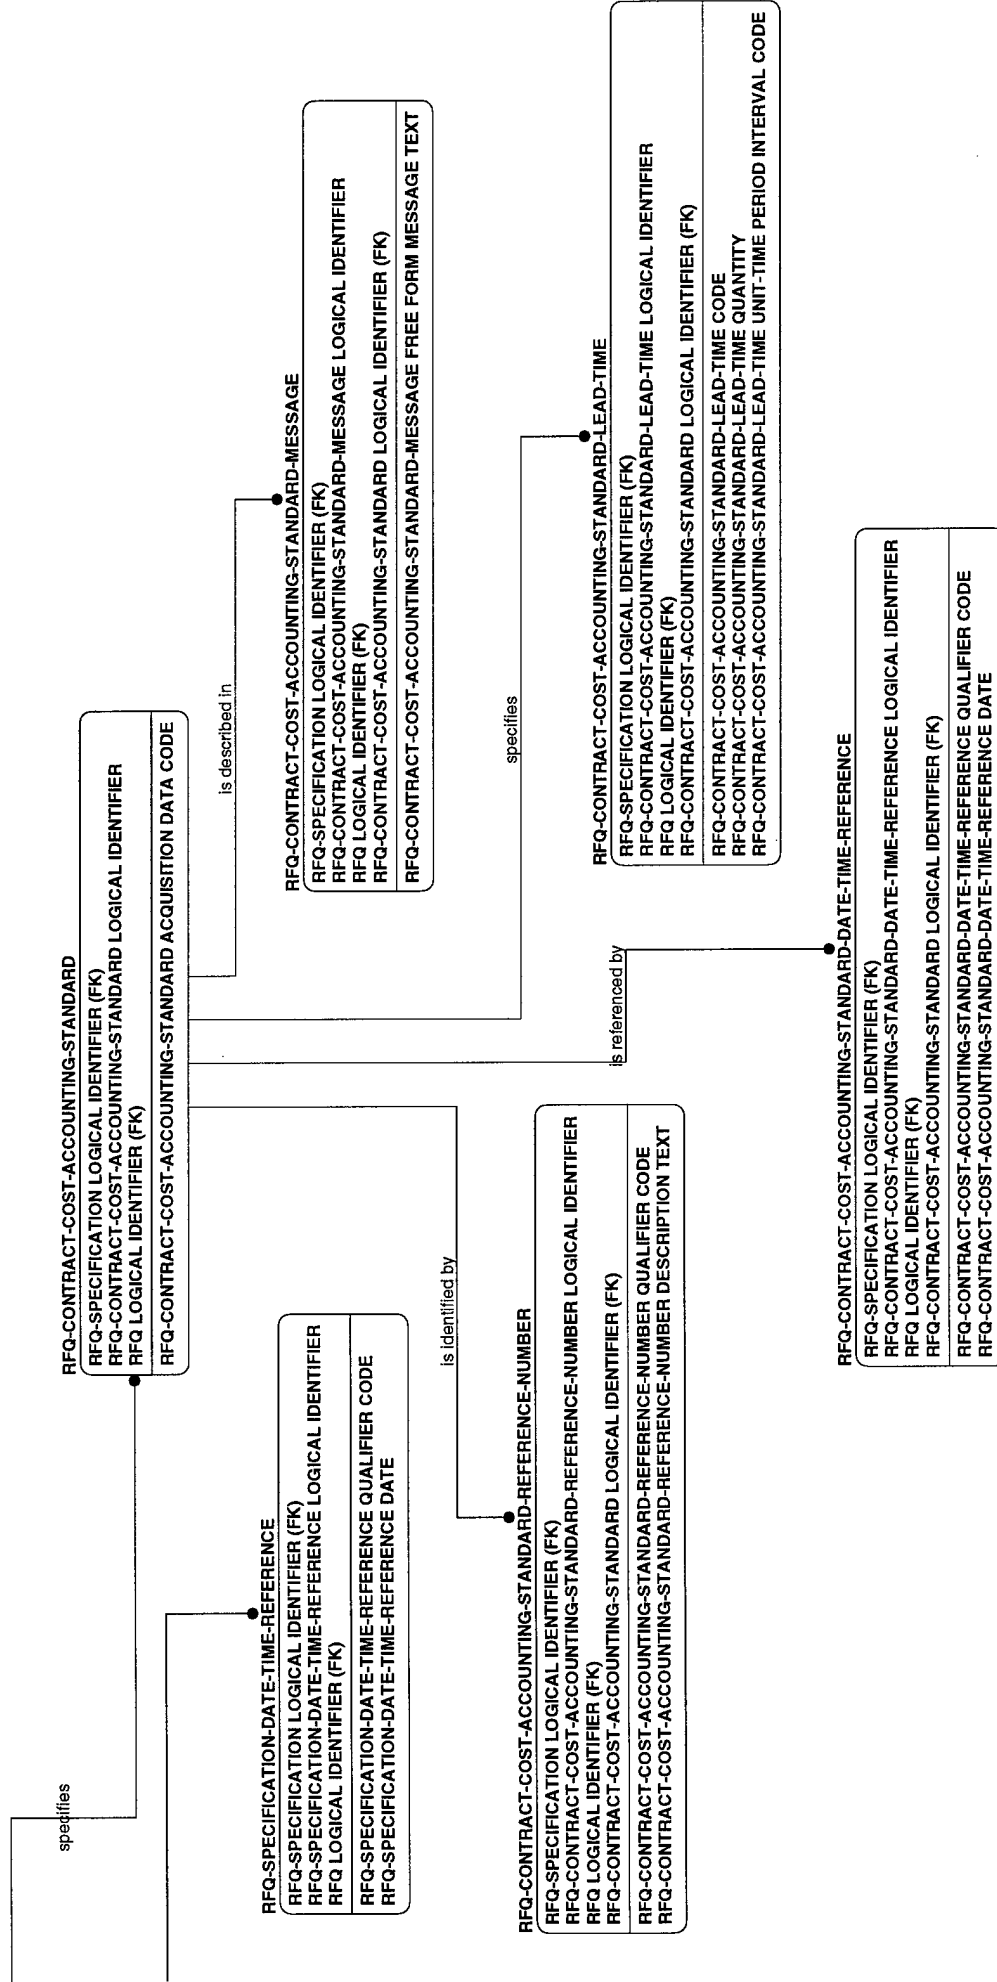 specifies
RFQ-CONTRACT-COST-ACCOUNTING-STANDARD
RFQ-SPECIFICATION LOGICAL IDENTIFIER (FK)
RFQ-CONTRACT-COST-ACCOUNTING-STANDARD LOGICAL IDENTIFIER
RFQ LOGICAL IDENTIFIER (FK)
RFQ-CONTRACT-COST-ACCOUNTING-STANDARD ACQUISITION DATA CODE
is described in
RFQ-SPECIFICATION-DATE-TIME-REFERENCE
RFQ-SPECIFICATION LOGICAL IDENTIFIER (FK)
RFQ-SPECIFICATION-DATE-TIME-REFERENCE LOGICAL IDENTIFIER
RFQ LOGICAL IDENTIFIER (FK)
RFQ-SPECIFICATION-DATE-TIME-REFERENCE QUALIFIER CODE
RFQ-SPECIFICATION-DATE-TIME-REFERENCE DATE
RFQ-CONTRACT-COST-ACCOUNTING-STANDARD-MESSAGE
RFQ-SPECIFICATION LOGICAL IDENTIFIER (FK)
RFQ-CONTRACT-COST-ACCOUNTING-STANDARD-MESSAGE LOGICAL IDENTIFIER
RFQ LOGICAL IDENTIFIER (FK)
RFQ-CONTRACT-COST-ACCOUNTING-STANDARD LOGICAL IDENTIFIER (FK)
RFQ-CONTRACT-COST-ACCOUNTING-STANDARD-MESSAGE FREE FORM MESSAGE TEXT
is identified by
specifies
RFQ-CONTRACT-COST-ACCOUNTING-STANDARD-REFERENCE-NUMBER
RFQ-SPECIFICATION LOGICAL IDENTIFIER (FK)
RFQ-CONTRACT-COST-ACCOUNTING-STANDARD-REFERENCE-NUMBER LOGICAL IDENTIFIER
RFQ LOGICAL IDENTIFIER (FK)
RFQ-CONTRACT-COST-ACCOUNTING-STANDARD LOGICAL IDENTIFIER (FK)
RFQ-CONTRACT-COST-ACCOUNTING-STANDARD-REFERENCE-NUMBER QUALIFIER CODE
RFQ-CONTRACT-COST-ACCOUNTING-STANDARD-REFERENCE-NUMBER DESCRIPTION TEXT
is referenced by
RFQ-CONTRACT-COST-ACCOUNTING-STANDARD-LEAD-TIME
RFQ-SPECIFICATION LOGICAL IDENTIFIER (FK)
RFQ-CONTRACT-COST-ACCOUNTING-STANDARD-LEAD-TIME LOGICAL IDENTIFIER
RFQ LOGICAL IDENTIFIER (FK)
RFQ-CONTRACT-COST-ACCOUNTING-STANDARD LOGICAL IDENTIFIER (FK)
RFQ-CONTRACT-COST-ACCOUNTING-STANDARD-LEAD-TIME CODE
RFQ-CONTRACT-COST-ACCOUNTING-STANDARD-LEAD-TIME QUANTITY
RFQ-CONTRACT-COST-ACCOUNTING-STANDARD-LEAD-TIME UNIT-TIME PERIOD INTERVAL CODE
RFQ-CONTRACT-COST-ACCOUNTING-STANDARD-DATE-TIME-REFERENCE
RFQ-SPECIFICATION LOGICAL IDENTIFIER (FK)
RFQ-CONTRACT-COST-ACCOUNTING-STANDARD-DATE-TIME-REFERENCE LOGICAL IDENTIFIER
RFQ LOGICAL IDENTIFIER (FK)
RFQ-CONTRACT-COST-ACCOUNTING-STANDARD LOGICAL IDENTIFIER (FK)
RFQ-CONTRACT-COST-ACCOUNTING-STANDARD-DATE-TIME-REFERENCE QUALIFIER CODE
RFQ-CONTRACT-COST-ACCOUNTING-STANDARD-DATE-TIME-REFERENCE DATE